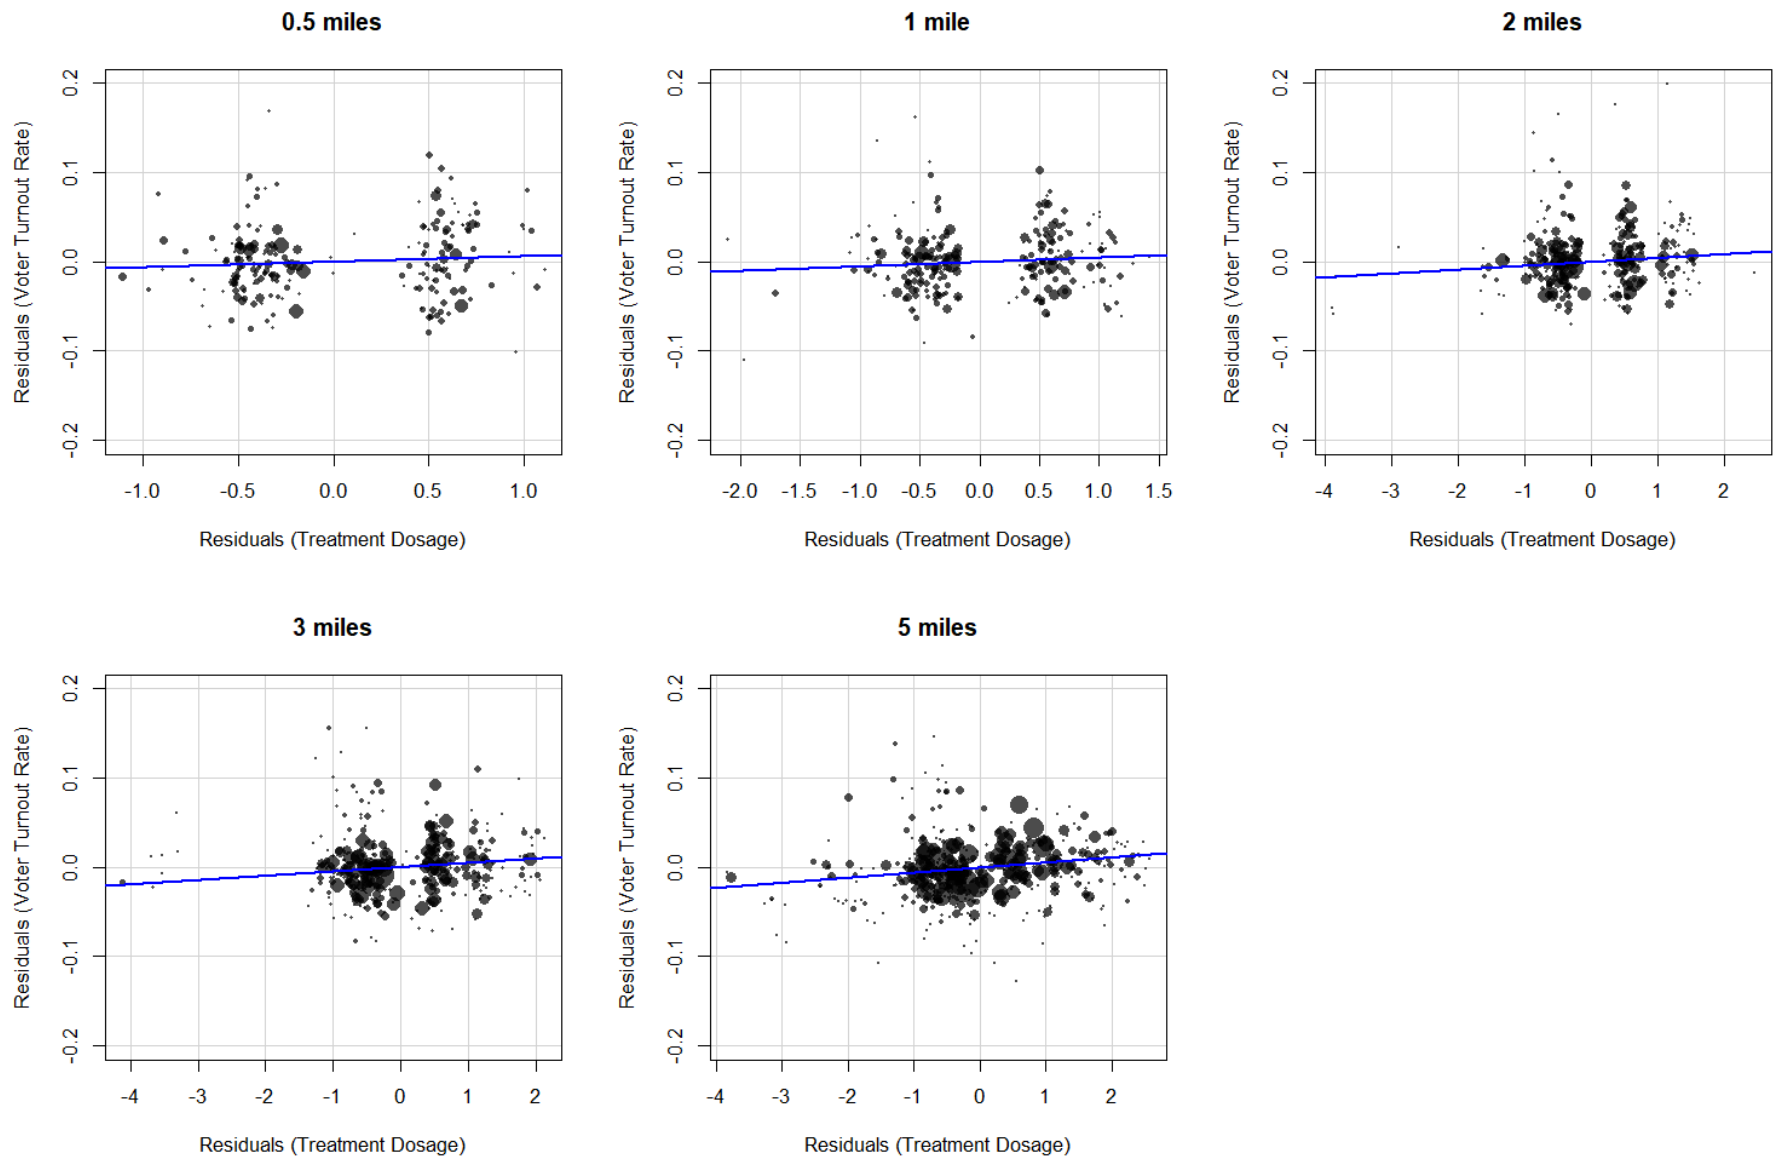 0.5 miles
Residuals (Voter Turnout Rate)
0.2
0.1
0.0
-0.1
-0.2
-1.0 -0.5 0.0 0.5 1.0
Residuals (Treatment Dosage)
1 mile
Residuals (Voter Turnout Rate)
0.2
0.1
0.0
-0.1
-0.2
-2.0 -1.5 -1.0 -0.5 0.0 0.5 1.0 1.5
Residuals (Treatment Dosage)
2 miles
Residuals (Voter Turnout Rate)
0.2
0.1
0.0
-0.1
-0.2
-4 -3 -2 -1 0 1 2
Residuals (Treatment Dosage)
3 miles
Residuals (Voter Turnout Rate)
0.2
0.1
0.0
-0.1
-0.2
-4 -3 -2 -1 0 1 2
Residuals (Treatment Dosage)
5 miles
Residuals (Voter Turnout Rate)
0.2
0.1
0.0
-0.1
-0.2
-4 -3 -2 -1 0 1 2
Residuals (Treatment Dosage)